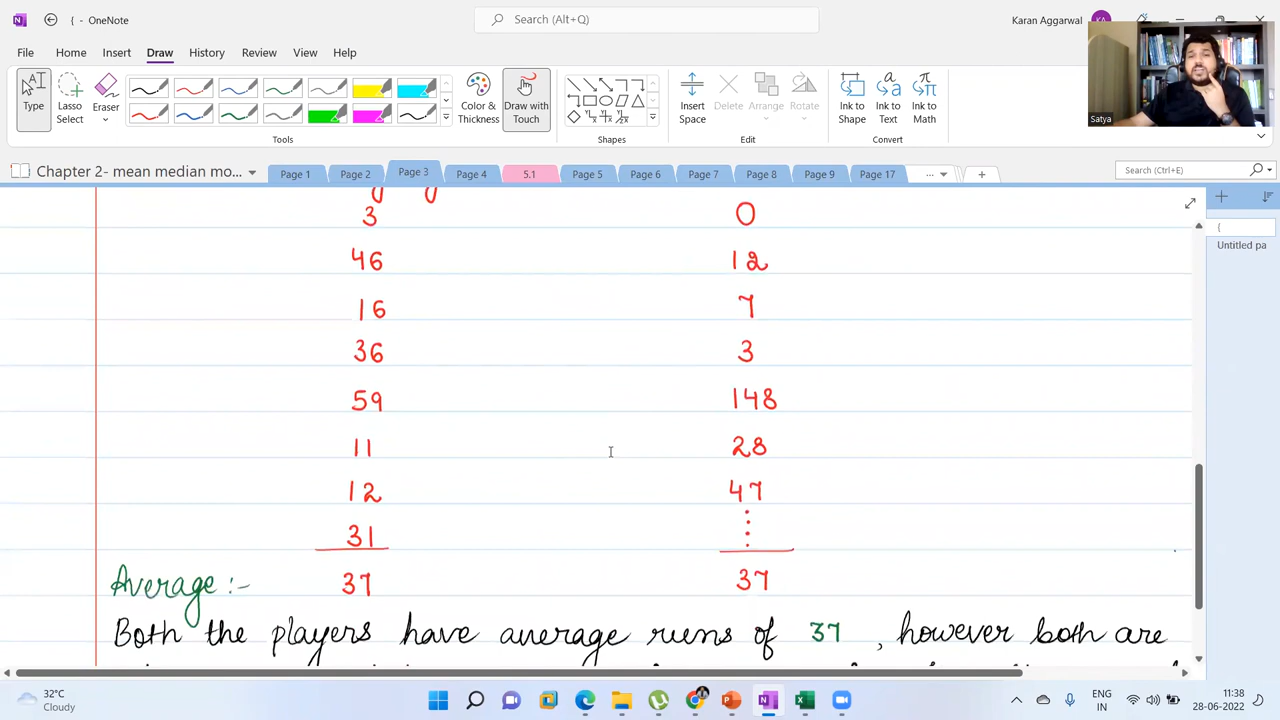 { - OneNote
Search (Alt+Q)
Karan Aggarwal
KA
File Home Insert Draw History Review View Help
Type
Lasso Select
Eraser
Color & Thickness
Draw with Touch
Insert Space
Delete
Arrange
Rotate
Ink to Shape
Ink to Text
Ink to Math
Tools
Shapes
Edit
Convert
Satya
Chapter 2- mean median mo...
Page 1 Page 2 Page 3 Page 4 5.1 Page 5 Page 6 Page 7 Page 8 Page 9 Page 17 ...
Search (Ctrl+E)
{
Untitled pa
3 0
46 12
16 7
36 3
59 148
11 28
12 47
31
Average :- 37 37
Both the players have average runs of 37 , however both are
32°C
Cloudy
ENG
IN
11:38
28-06-2022